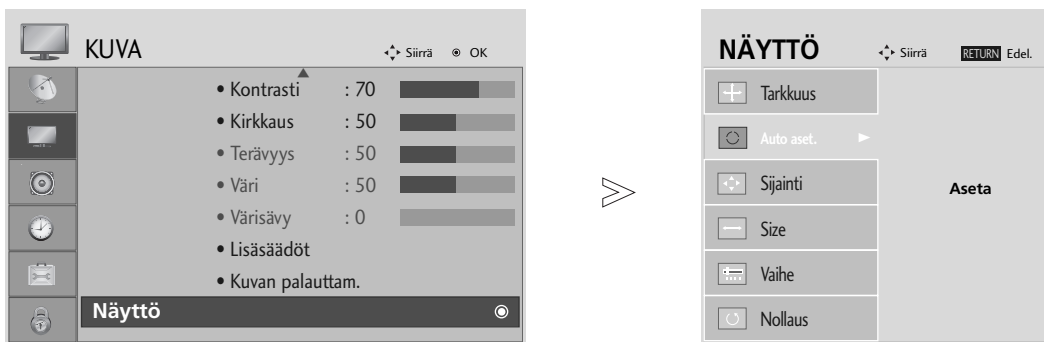 KUVA Siirrä OK
• Kontrasti : 70
• Kirkkaus : 50
• Terävyys : 50
• Väri : 50
• Värisävy : 0
• Lisäsäädöt
• Kuvan palauttam.
Näyttö
NÄYTTÖ Siirrä RETURN Edel.
Tarkkuus
Auto aset.
Sijainti
Size
Vaihe
Nollaus
Aseta